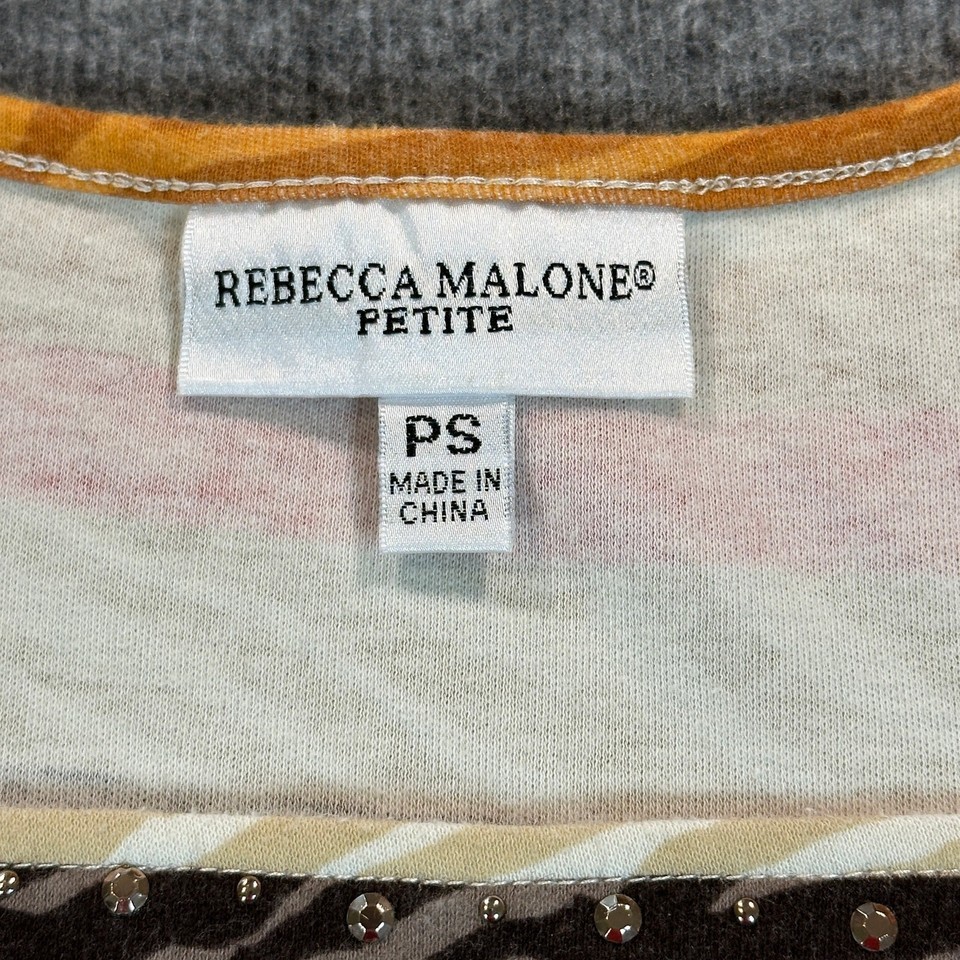 REBECCA MALONE®
PETITE
PS
MADE IN
CHINA